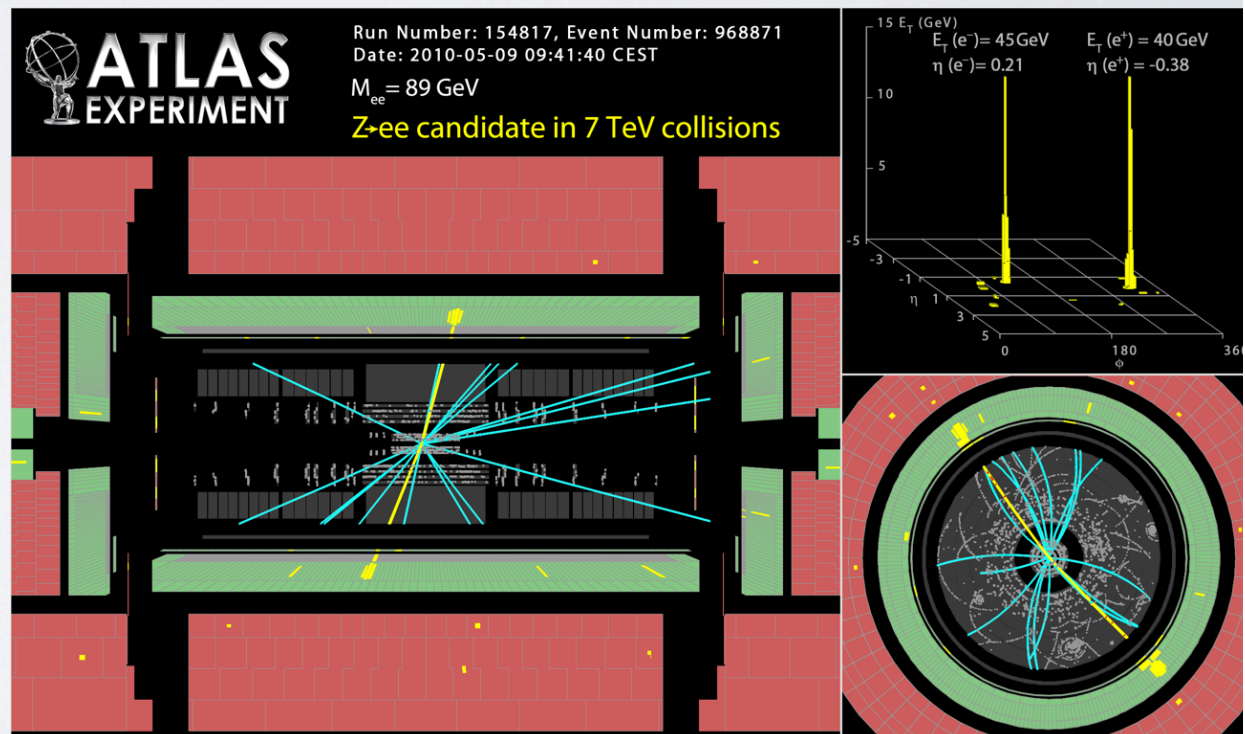 ATLAS
EXPERIMENT
Run Number: 154817, Event Number: 968871
Date: 2010-05-09 09:41:40 CEST
M_ee = 89 GeV
Z→ee candidate in 7 TeV collisions
15 E_T (GeV)
E_T (e⁻) = 45 GeV
η (e⁻) = 0.21
E_T (e⁺) = 40 GeV
η (e⁺) = -0.38
10
5
-5
-3
-1
η 1
3
5
0 180 360
ϕ